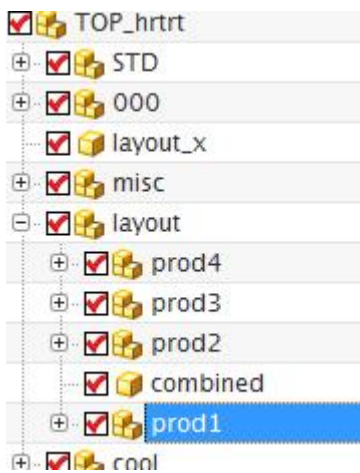 TOP_hrtrt
STD
000
layout_x
misc
layout
prod4
prod3
prod2
combined
prod1
cool